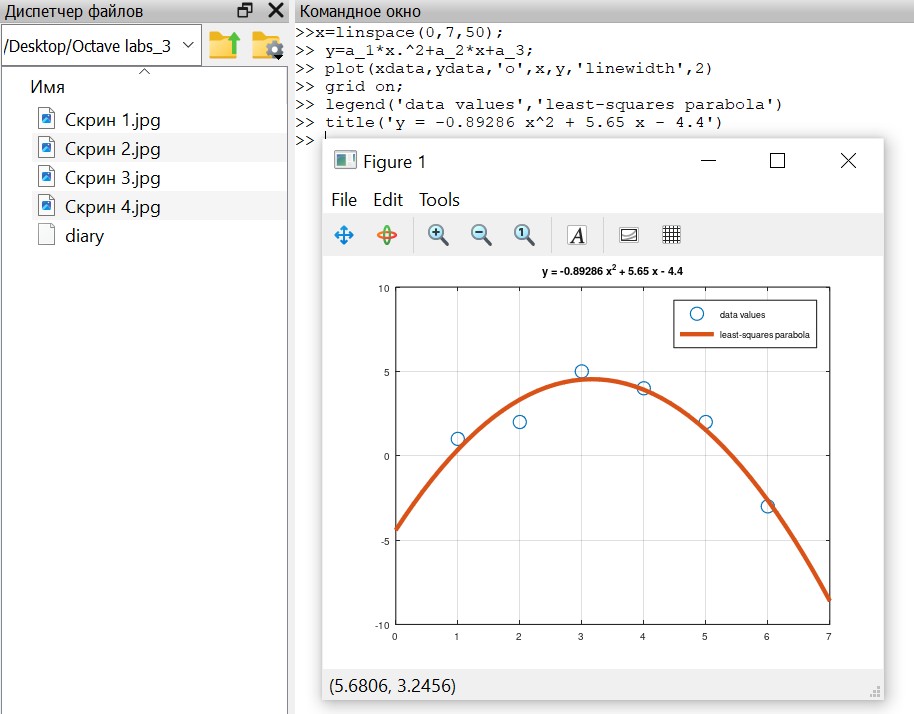 Диспетчер файлов
/Desktop/Octave labs_3
Имя
Скрин 1.jpg
Скрин 2.jpg
Скрин 3.jpg
Скрин 4.jpg
diary
Командное окно
>>x=linspace(0,7,50);
>> y=a_1*x.^2+a_2*x+a_3;
>> plot(xdata,ydata,'o',x,y,'linewidth',2)
>> grid on;
>> legend('data values','least-squares parabola')
>> title('y = -0.89286 x^2 + 5.65 x - 4.4')
>>
Figure 1
File Edit Tools
1 A
y = -0.89286 x² + 5.65 x - 4.4
data values
least-squares parabola
10
5
0
-5
-10
0 1 2 3 4 5 6 7
(5.6806, 3.2456)